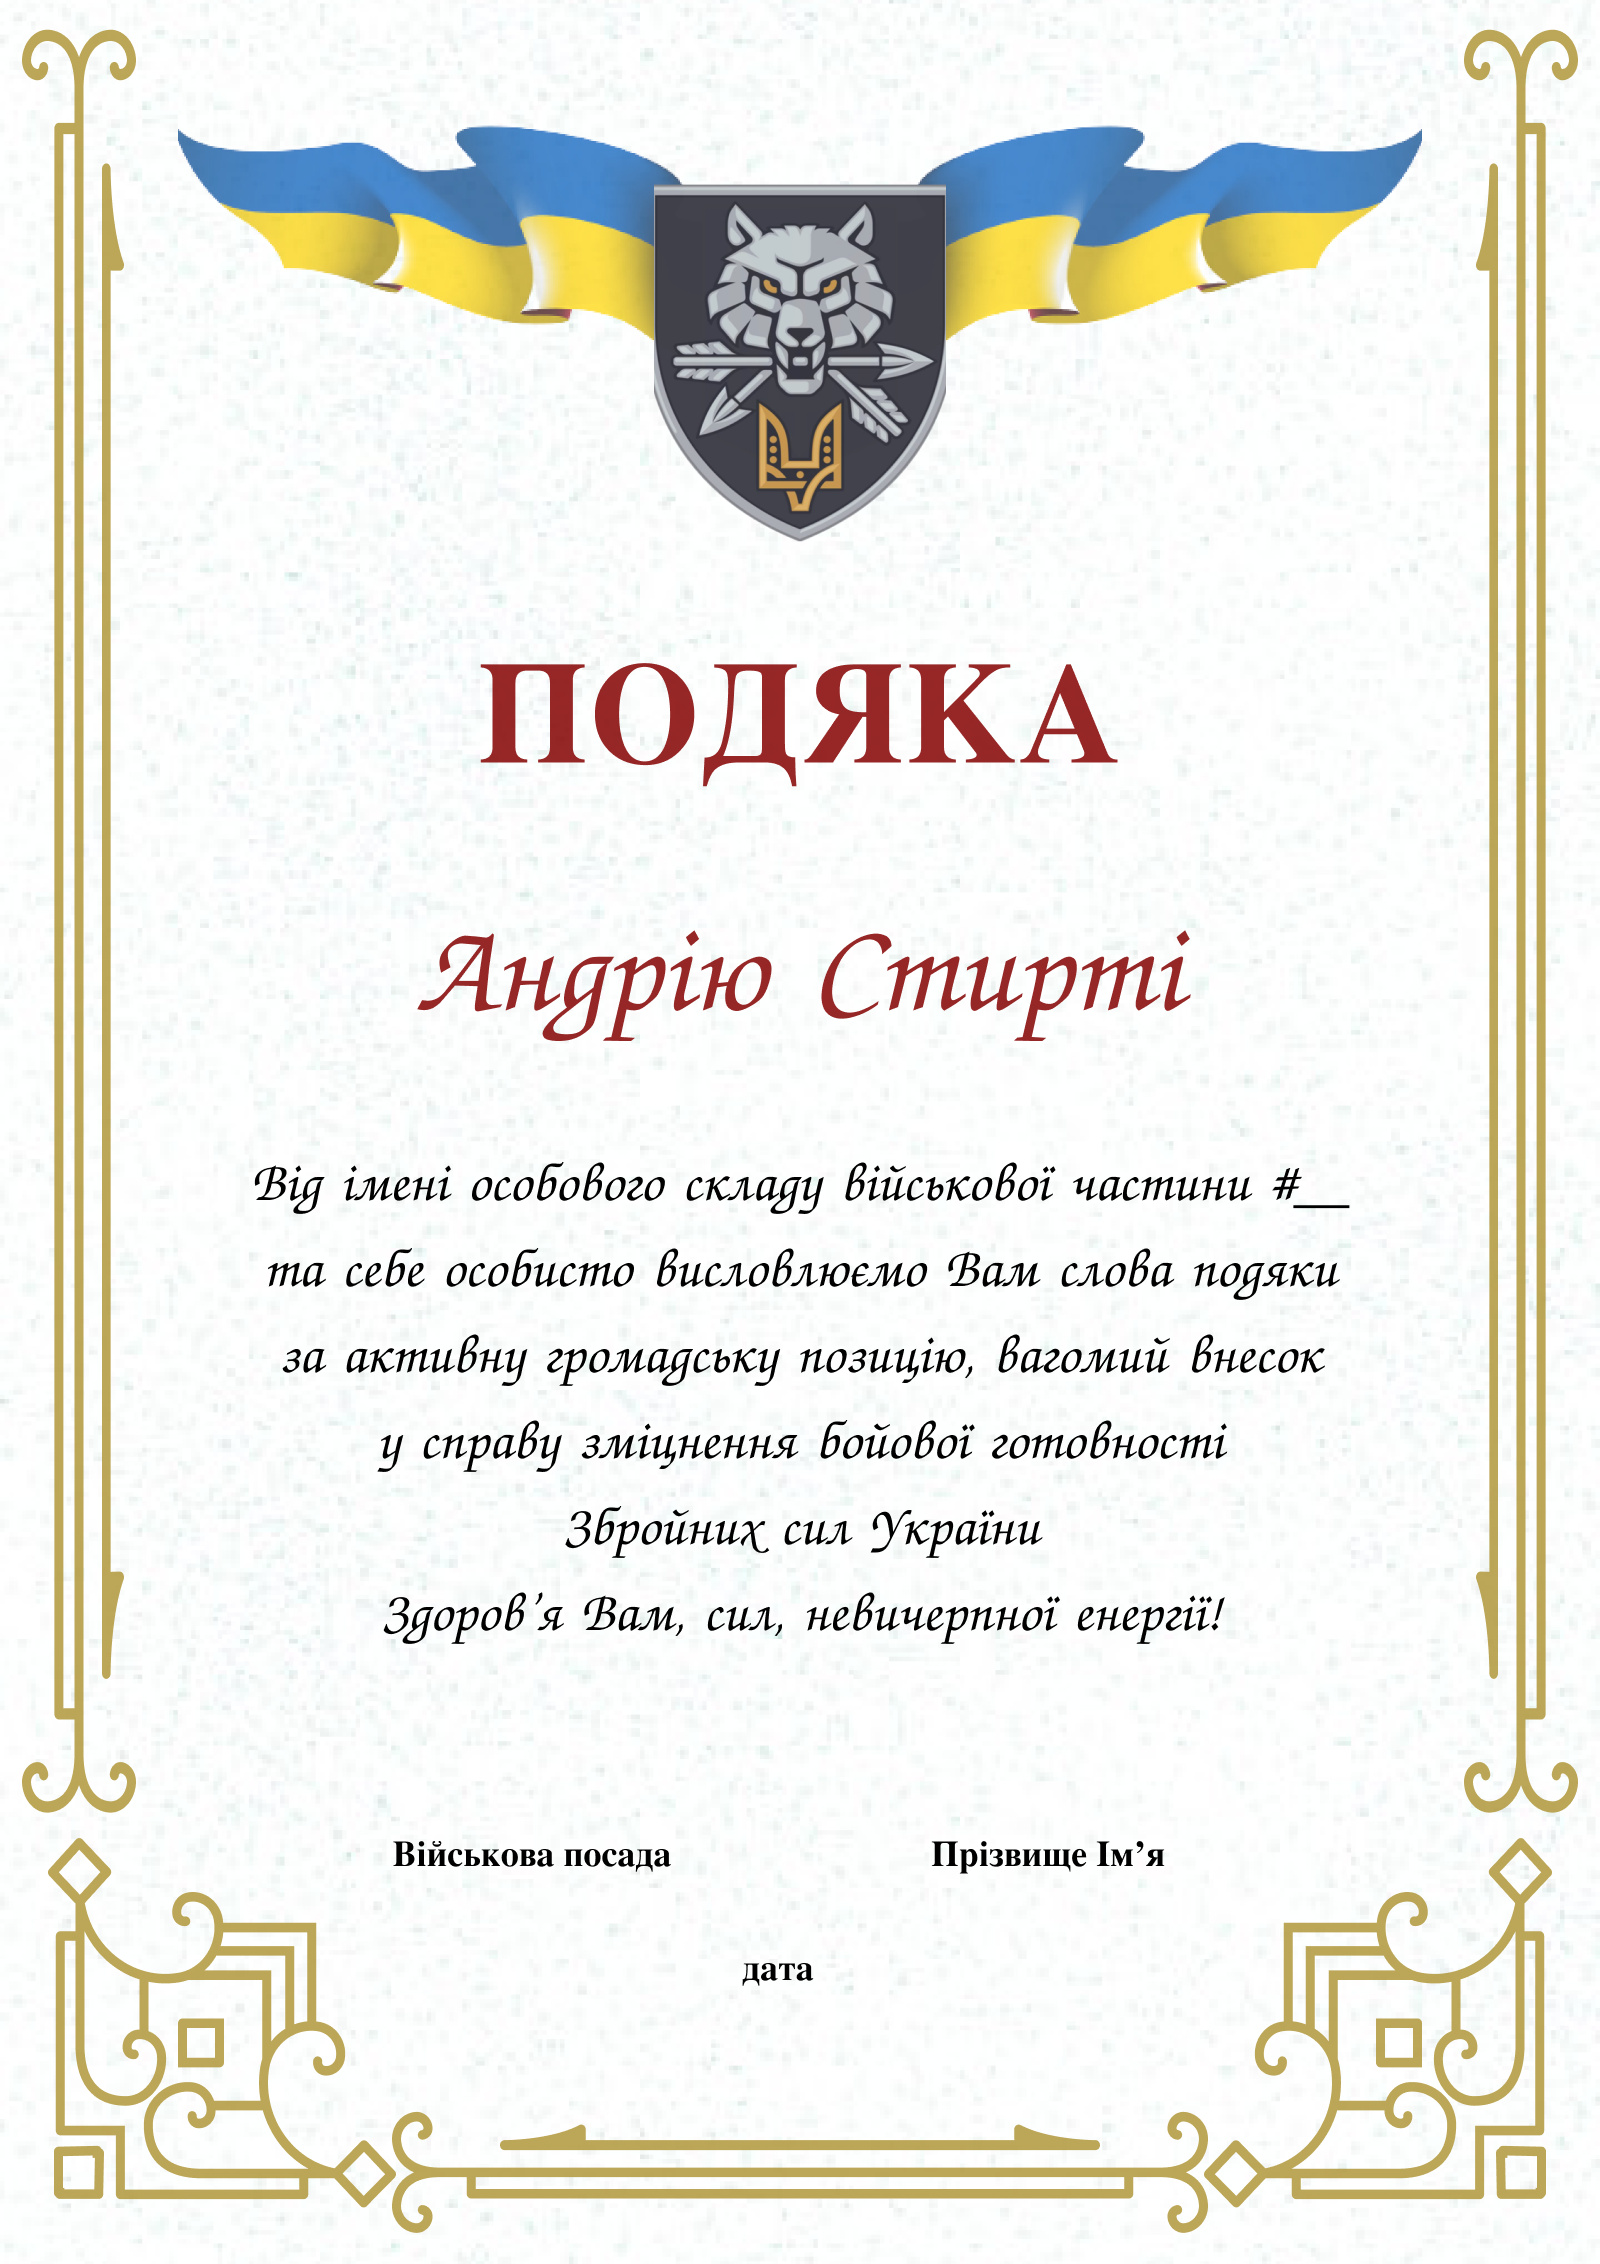 ПОДЯКА
Андрію Стирті
Від імені особового складу військової частини #__
та себе особисто висловлюємо Вам слова подяки
за активну громадську позицію, вагомий внесок
у справу зміцнення бойової готовності
Збройних сил України
Здоров’я Вам, сил, невичерпної енергії!
Військова посада Прізвище Ім’я
дата